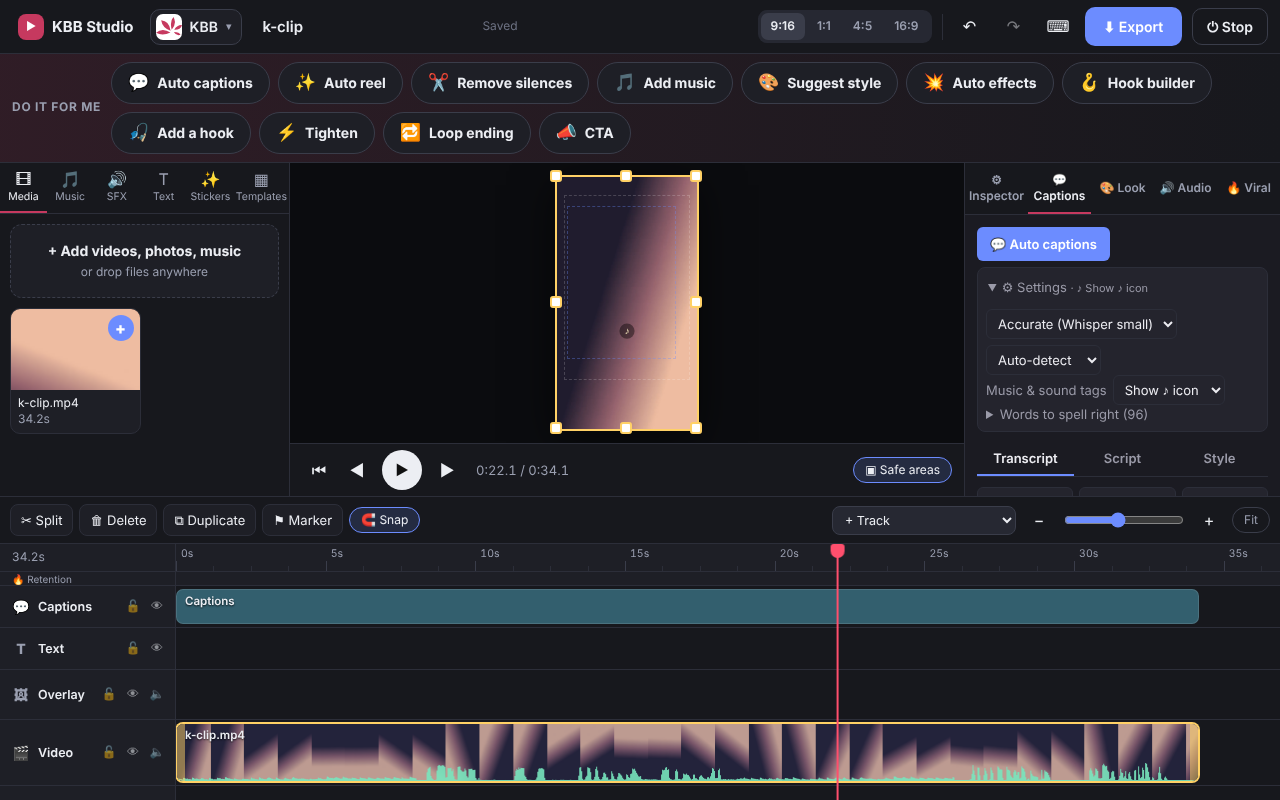 KBB Studio
KBB
k-clip
Saved
9:16 1:1 4:5 16:9
Export
Stop
DO IT FOR ME
Auto captions
Auto reel
Remove silences
Add music
Suggest style
Auto effects
Hook builder
Add a hook
Tighten
Loop ending
CTA
Media
Music
SFX
T
Text
Stickers
Templates
+ Add videos, photos, music
or drop files anywhere
+
k-clip.mp4
34.2s
♪
0:22.1 / 0:34.1
Safe areas
Inspector
Captions
Look
Audio
Viral
Auto captions
Settings · ♪ Show ♪ icon
Accurate (Whisper small)
Auto-detect
Music & sound tags
Show ♪ icon
Words to spell right (96)
Transcript
Script
Style
Split
Delete
Duplicate
Marker
Snap
+ Track
−
+
Fit
34.2s
0s 5s 10s 15s 20s 25s 30s 35s
Retention
Captions
Captions
T Text
Overlay
Video
k-clip.mp4